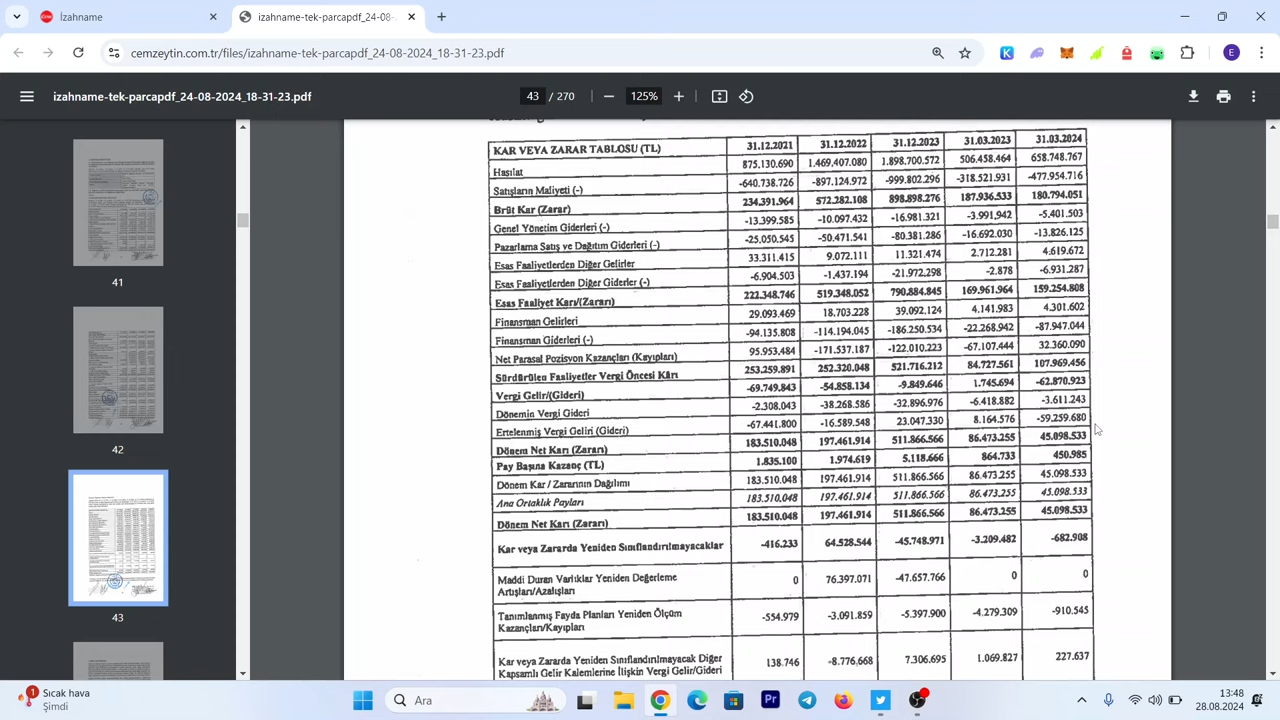 İzahname
izahname-tek-parcapdf_24-08-2024_18-31-23.pdf
cemzeytin.com.tr/files/izahname-tek-parcapdf_24-08-2024_18-31-23.pdf
E
izahname-tek-parcapdf_24-08-2024_18-31-23.pdf
43 / 270
125%
41
42
43
KAR VEYA ZARAR TABLOSU (TL) 31.12.2021 31.12.2022 31.12.2023 31.03.2023 31.03.2024
Hasılat 875.130.690 1.469.407.080 1.898.700.572 506.458.464 658.748.767
Satışların Maliyeti (-) -640.738.726 -897.124.972 -999.802.296 -318.521.931 -477.954.716
Brüt Kar (Zarar) 234.391.964 572.282.108 898.898.276 187.936.533 180.794.051
Genel Yönetim Giderleri (-) -13.399.585 -10.097.432 -16.981.321 -3.991.942 -5.401.503
Pazarlama Satış ve Dağıtım Giderleri (-) -25.050.545 -50.471.541 -80.381.286 -16.692.030 -13.826.125
Esas Faaliyetlerden Diğer Gelirler 33.311.415 9.072.111 11.321.474 2.712.281 4.619.672
Esas Faaliyetlerden Diğer Giderler (-) -6.904.503 -1.437.194 -21.972.298 -2.878 -6.931.287
Esas Faaliyet Karı/(Zararı) 222.348.746 519.348.052 790.884.845 169.961.964 159.254.808
Finansman Gelirleri 29.093.469 18.703.228 39.092.124 4.141.983 4.301.602
Finansman Giderleri (-) -94.135.808 -114.194.045 -186.250.534 -22.268.942 -87.947.044
Net Parasal Pozisyon Kazançları (Kayıpları) 95.953.484 -171.537.187 -122.010.223 -67.107.444 32.360.090
Sürdürülen Faaliyetler Vergi Öncesi Kârı 253.259.891 252.320.048 521.716.212 84.727.561 107.969.456
Vergi Gelir/(Gideri) -69.749.843 -54.858.134 -9.849.646 1.745.694 -62.870.923
Dönemin Vergi Gideri -2.308.043 -38.268.586 -32.896.976 -6.418.882 -3.611.243
Ertelenmiş Vergi Geliri (Gideri) -67.441.800 -16.589.548 23.047.330 8.164.576 -59.259.680
Dönem Net Karı (Zararı) 183.510.048 197.461.914 511.866.566 86.473.255 45.098.533
Pay Başına Kazanç (TL) 1.835.100 1.974.619 5.118.666 864.733 450.985
Dönem Kar / Zararının Dağılımı 183.510.048 197.461.914 511.866.566 86.473.255 45.098.533
Ana Ortaklık Payları 183.510.048 197.461.914 511.866.566 86.473.255 45.098.533
Dönem Net Karı (Zararı) 183.510.048 197.461.914 511.866.566 86.473.255 45.098.533
Kar veya Zararda Yeniden Sınıflandırılmayacaklar -416.233 64.528.544 -45.748.971 -3.209.482 -682.908
Maddi Duran Varlıklar Yeniden Değerleme
Artışları/Azalışları 0 76.397.071 -47.657.766 0 0
Tanımlanmış Fayda Planları Yeniden Ölçüm
Kazançları/Kayıpları -554.979 -3.091.859 -5.397.900 -4.279.309 -910.545
Kar veya Zararda Yeniden Sınıflandırılmayacak Diğer
Kapsamlı Gelir Kalemlerine İlişkin Vergi Gelir/Gideri 138.746 -8.776.668 7.306.695 1.069.827 227.637
1
Sıcak hava
Şimdi
Ara
Pr
13:48
28.08.2024